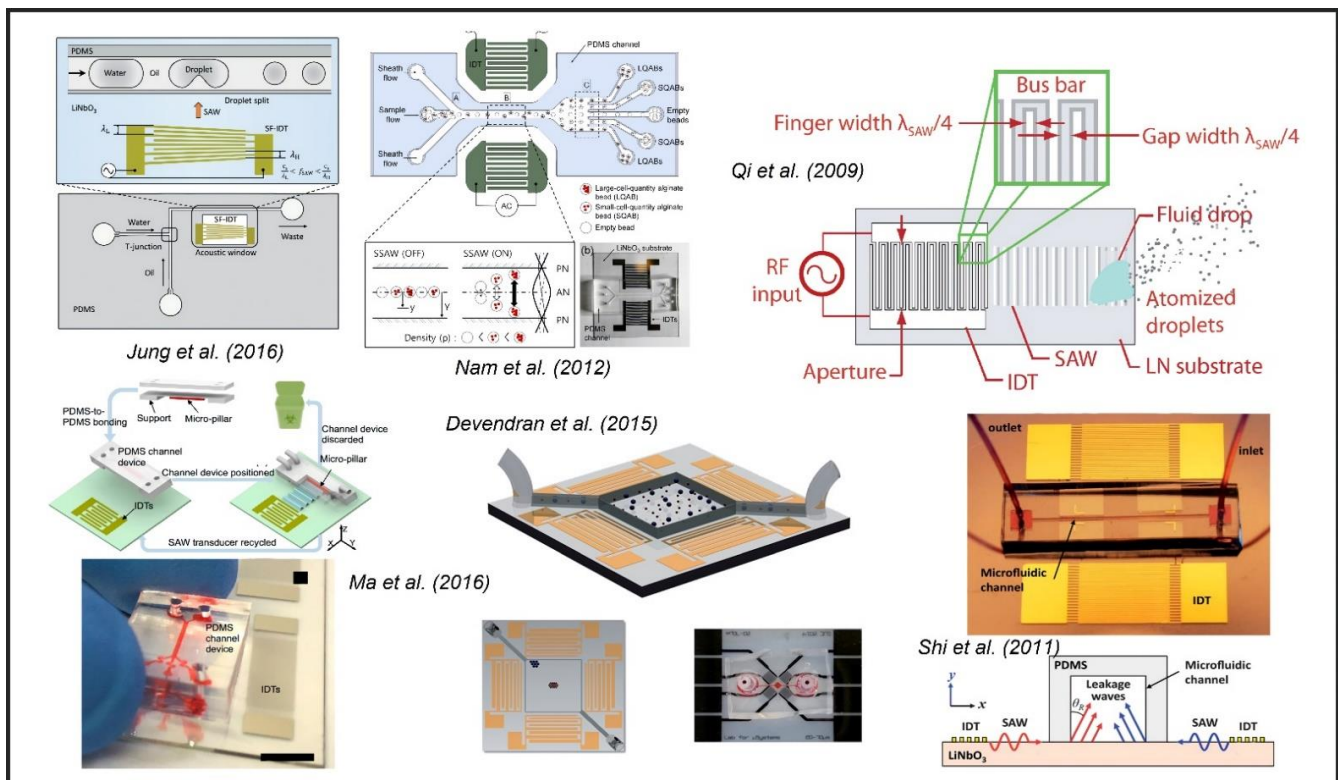 PDMS
Water
Oil
Droplet
Droplet split
LiNbO3
SAW
SF-IDT
λL
λH
SF-IDT
Water
T-junction
Acoustic window
Waste
Oil
PDMS
Jung et al. (2016)
IDT
PDMS channel
Sheath flow
Sample flow
Sheath flow
A
B
C
LQABs
SQABs
Empty beads
SQABs
LQABs
AC
Large-cell-quantity alginate bead (LQAB)
Small-cell-quantity alginate bead (SQAB)
Empty bead
SSAW (OFF)
SSAW (ON)
PN
AN
PN
y
Y
Density (p) :
(b)
LiNbO3 substrate
PDMS channel
IDTs
Nam et al. (2012)
Bus bar
Finger width λSAW/4
Gap width λSAW/4
Qi et al. (2009)
Fluid drop
RF input
Atomized droplets
Aperture
SAW
IDT
LN substrate
PDMS-to-PDMS bonding
Support
Micro-pillar
PDMS channel device
Channel device positioned
Channel device discarded
Micro-pillar
IDTs
SAW transducer recycled
z
x
Y
PDMS channel device
IDTs
Ma et al. (2016)
Devendran et al. (2015)
outlet
inlet
Microfluidic channel
IDT
Shi et al. (2011)
PDMS
Microfluidic channel
Leakage waves
θR
y
x
IDT
SAW
SAW
IDT
LiNbO3